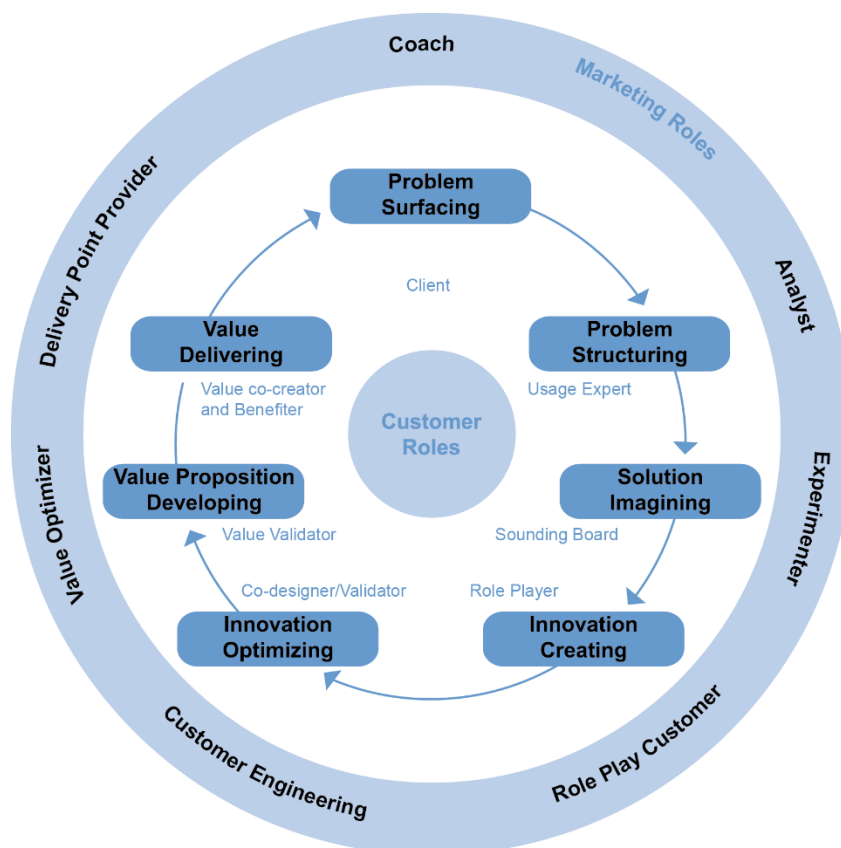 Coach
Marketing Roles
Analyst
Experimenter
Role Play Customer
Customer Engineering
Value Optimizer
Delivery Point Provider
Problem
Surfacing
Client
Problem
Structuring
Usage Expert
Solution
Imagining
Sounding Board
Innovation
Creating
Role Player
Innovation
Optimizing
Co-designer/Validator
Value Proposition
Developing
Value Validator
Value
Delivering
Value co-creator
and Benefiter
Customer
Roles